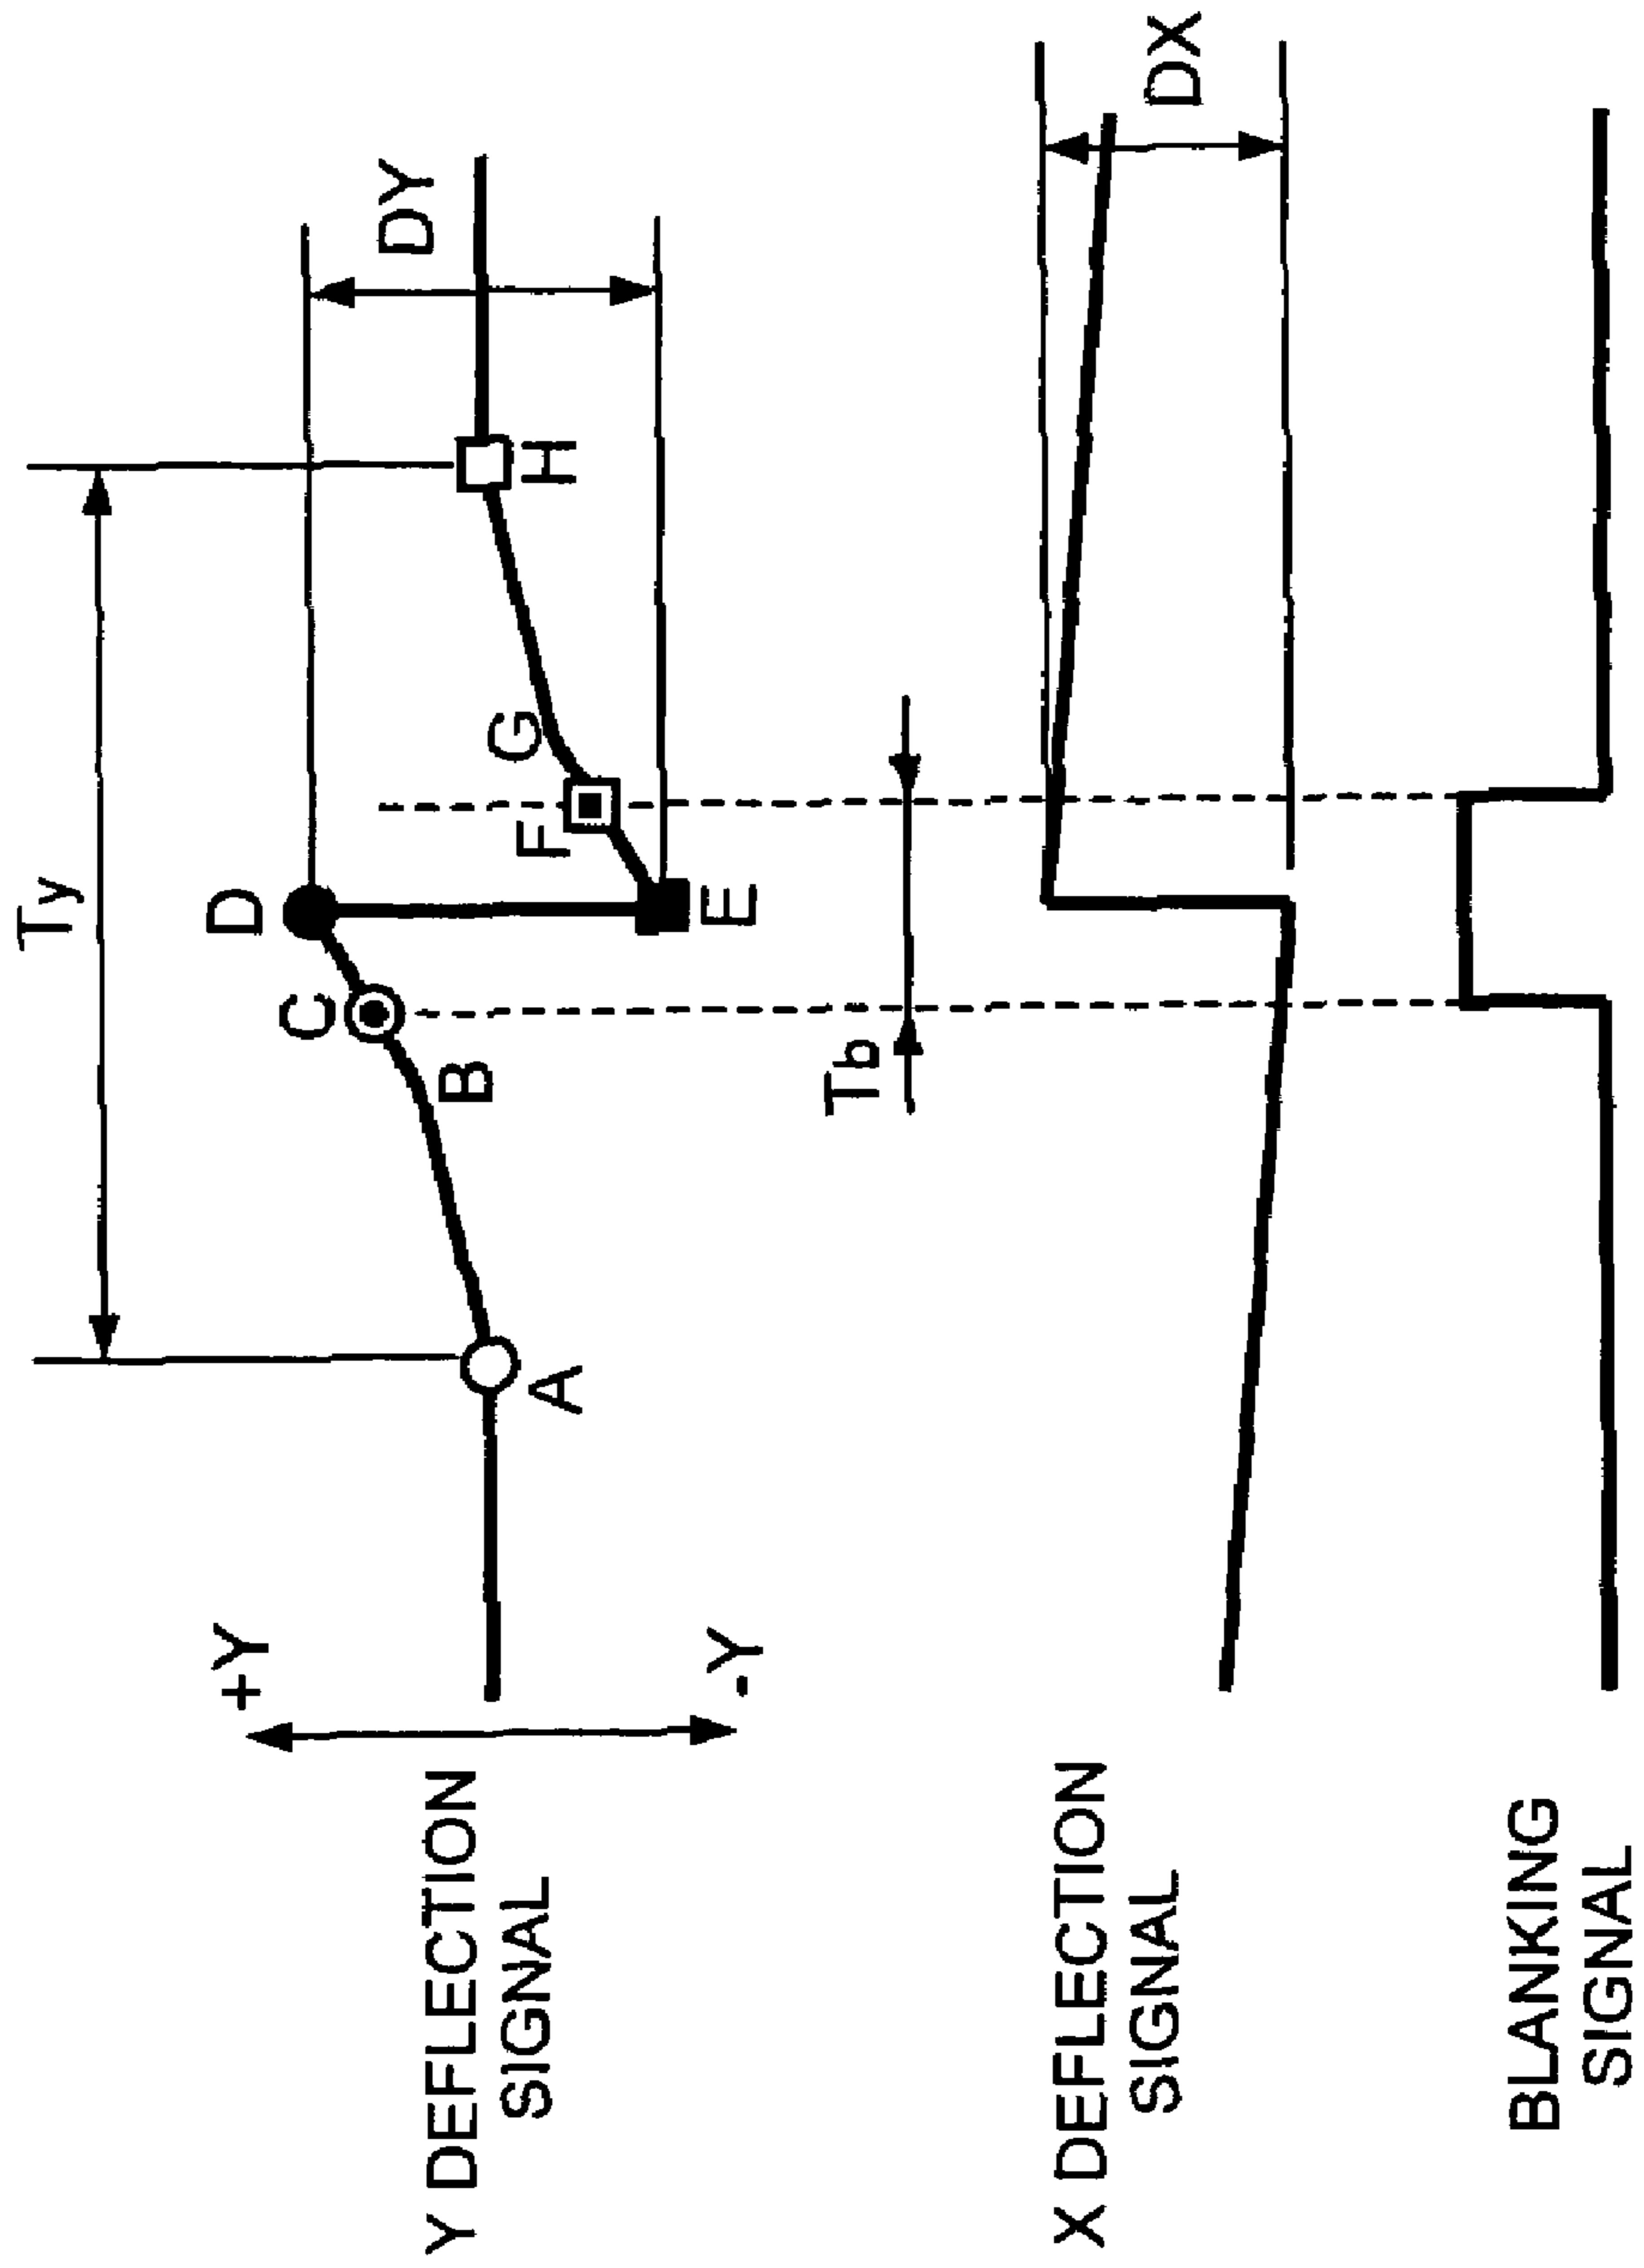 Ty
+Y
D
C
DY
B
G
F
H
A
E
-Y
Y DEFLECTION
SIGNAL
Tb
X DEFLECTION
SIGNAL
DX
BLANKING
SIGNAL